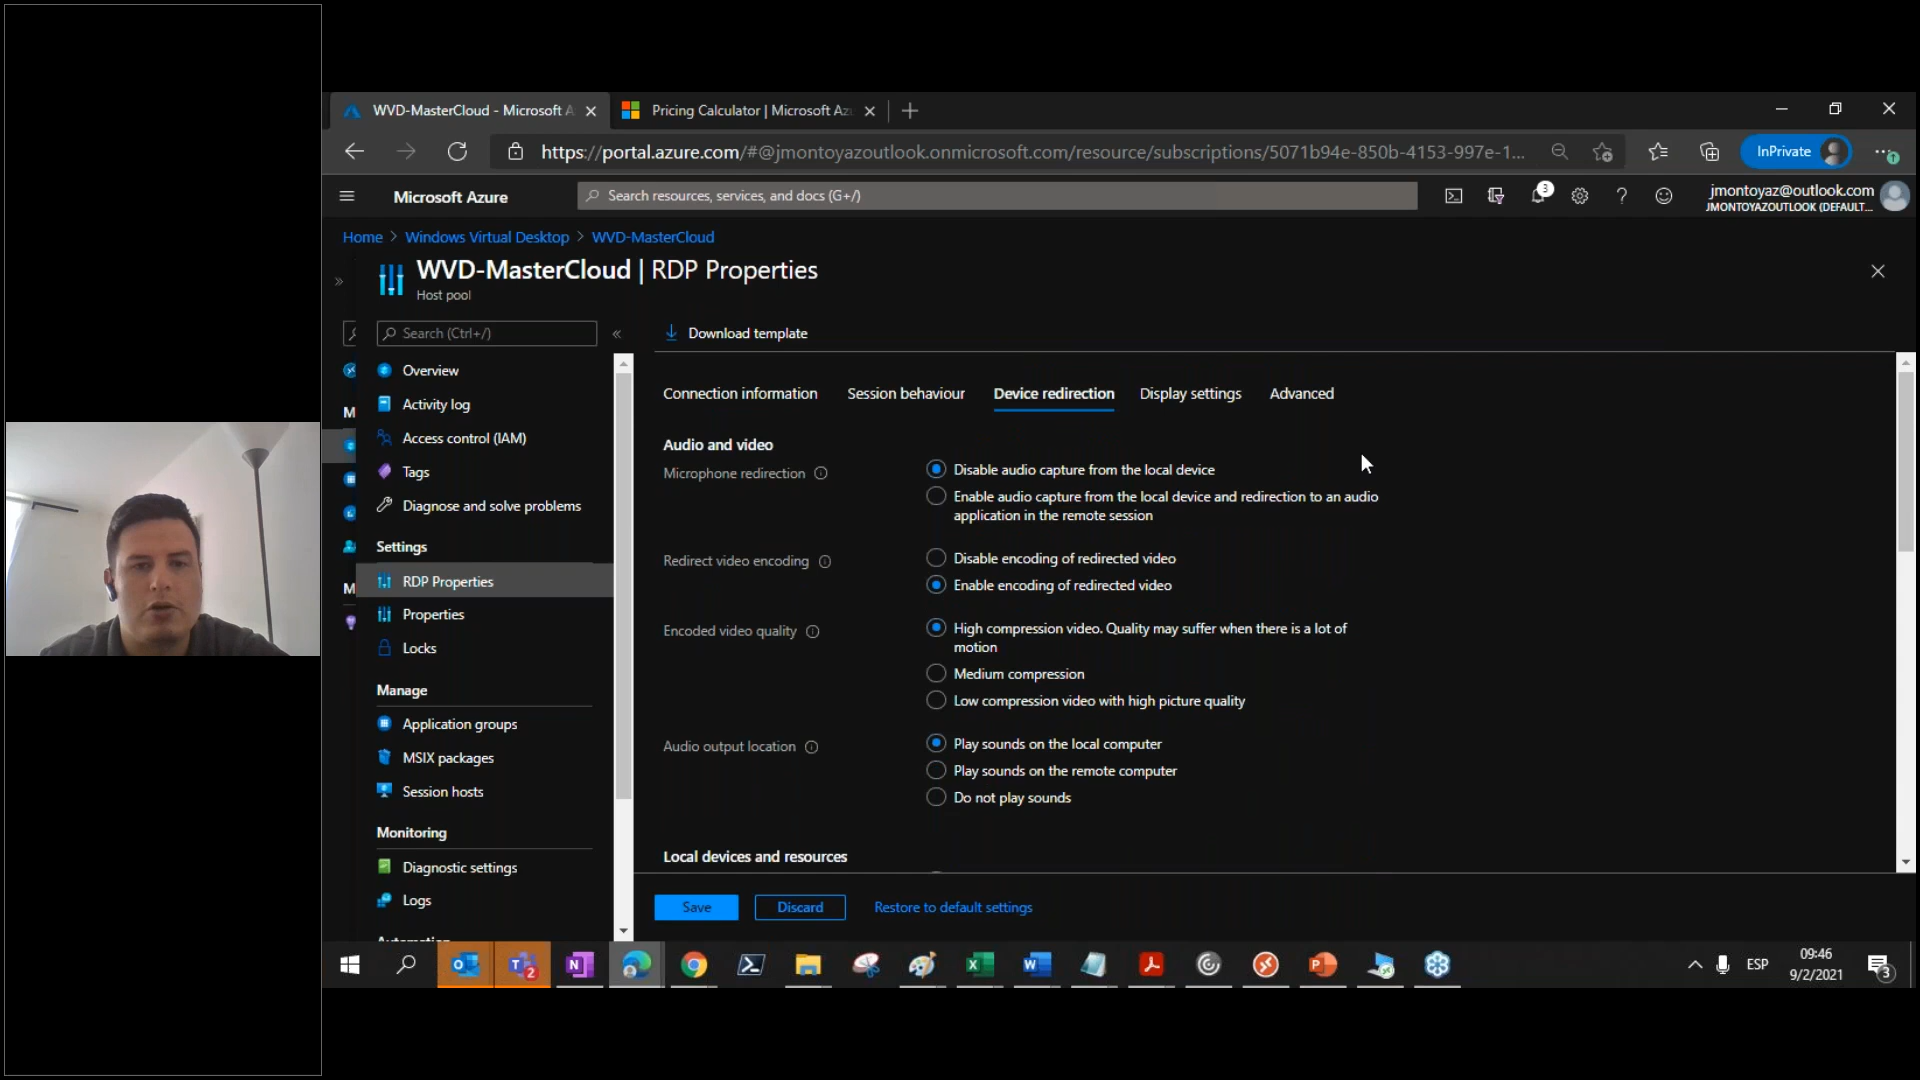 WVD-MasterCloud - Microsoft A
Pricing Calculator | Microsoft Az
https://portal.azure.com/#@jmontoyazoutlook.onmicrosoft.com/resource/subscriptions/5071b94e-850b-4153-997e-1...
InPrivate
Microsoft Azure
Search resources, services, and docs (G+/)
3
jmontoyaz@outlook.com
JMONTOYAZOUTLOOK (DEFAULT...
Home > Windows Virtual Desktop > WVD-MasterCloud
WVD-MasterCloud | RDP Properties
Host pool
Search (Ctrl+/)
Download template
Overview
Activity log
Access control (IAM)
Tags
Diagnose and solve problems
Settings
RDP Properties
Properties
Locks
Manage
Application groups
MSIX packages
Session hosts
Monitoring
Diagnostic settings
Logs
Automation
M
M
Connection information
Session behaviour
Device redirection
Display settings
Advanced
Audio and video
Microphone redirection
Disable audio capture from the local device
Enable audio capture from the local device and redirection to an audio
application in the remote session
Redirect video encoding
Disable encoding of redirected video
Enable encoding of redirected video
Encoded video quality
High compression video. Quality may suffer when there is a lot of
motion
Medium compression
Low compression video with high picture quality
Audio output location
Play sounds on the local computer
Play sounds on the remote computer
Do not play sounds
Local devices and resources
Save
Discard
Restore to default settings
2
ESP
09:46
9/2/2021
3